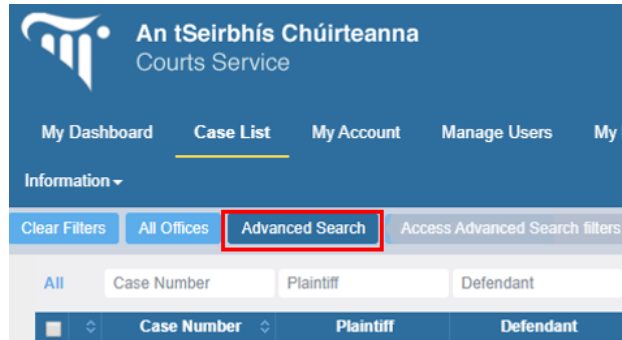 An tSeirbhís Chúirteanna
Courts Service
My Dashboard Case List My Account Manage Users My
Information
Clear Filters All Offices Advanced Search Access Advanced Search filters
All Case Number Plaintiff Defendant
Case Number Plaintiff Defendant